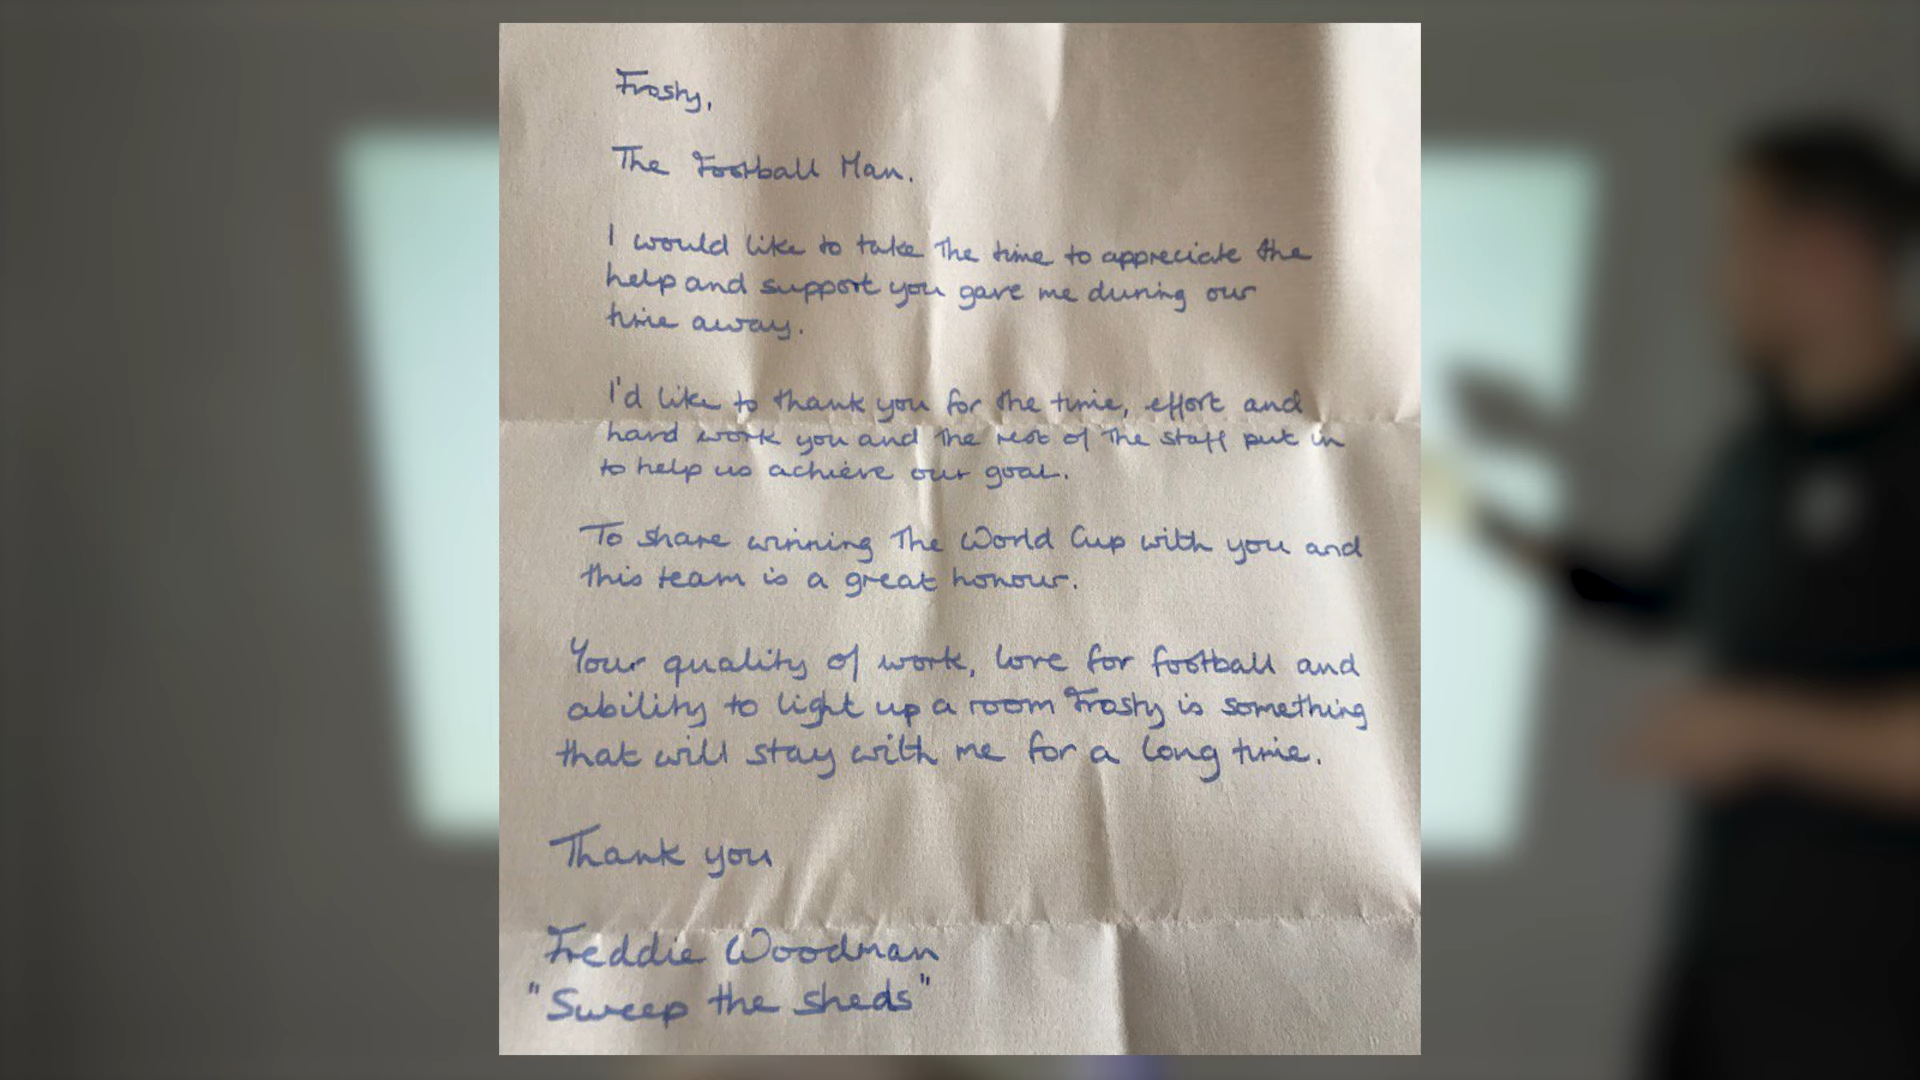 Frosty,
The Football Man.
I would like to take the time to appreciate the
help and support you gave me during our
time away.
I'd like to thank you for the time, effort and
hard work you and the rest of the staff put in
to help us achieve our goal.
To share winning the World Cup with you and
this team is a great honour.
Your quality of work, love for football and
ability to light up a room Frosty is something
that will stay with me for a long time.
Thank you
Freddie Woodman
"Sweep the sheds"